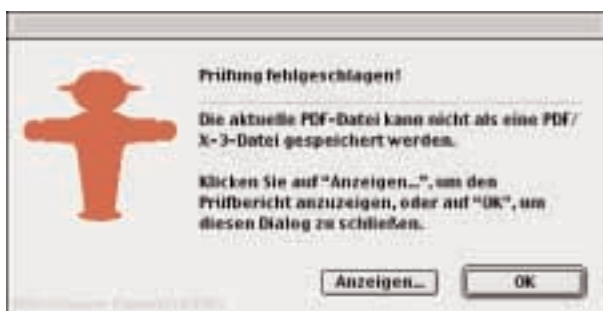 Prüfung fehlgeschlagen!
Die aktuelle PDF-Datei kann nicht als eine PDF/
X-3-Datei gespeichert werden.
Klicken Sie auf "Anzeigen...", um den
Prüfbericht anzuzeigen, oder auf "OK", um
diesen Dialog zu schließen.
Anzeigen...
OK